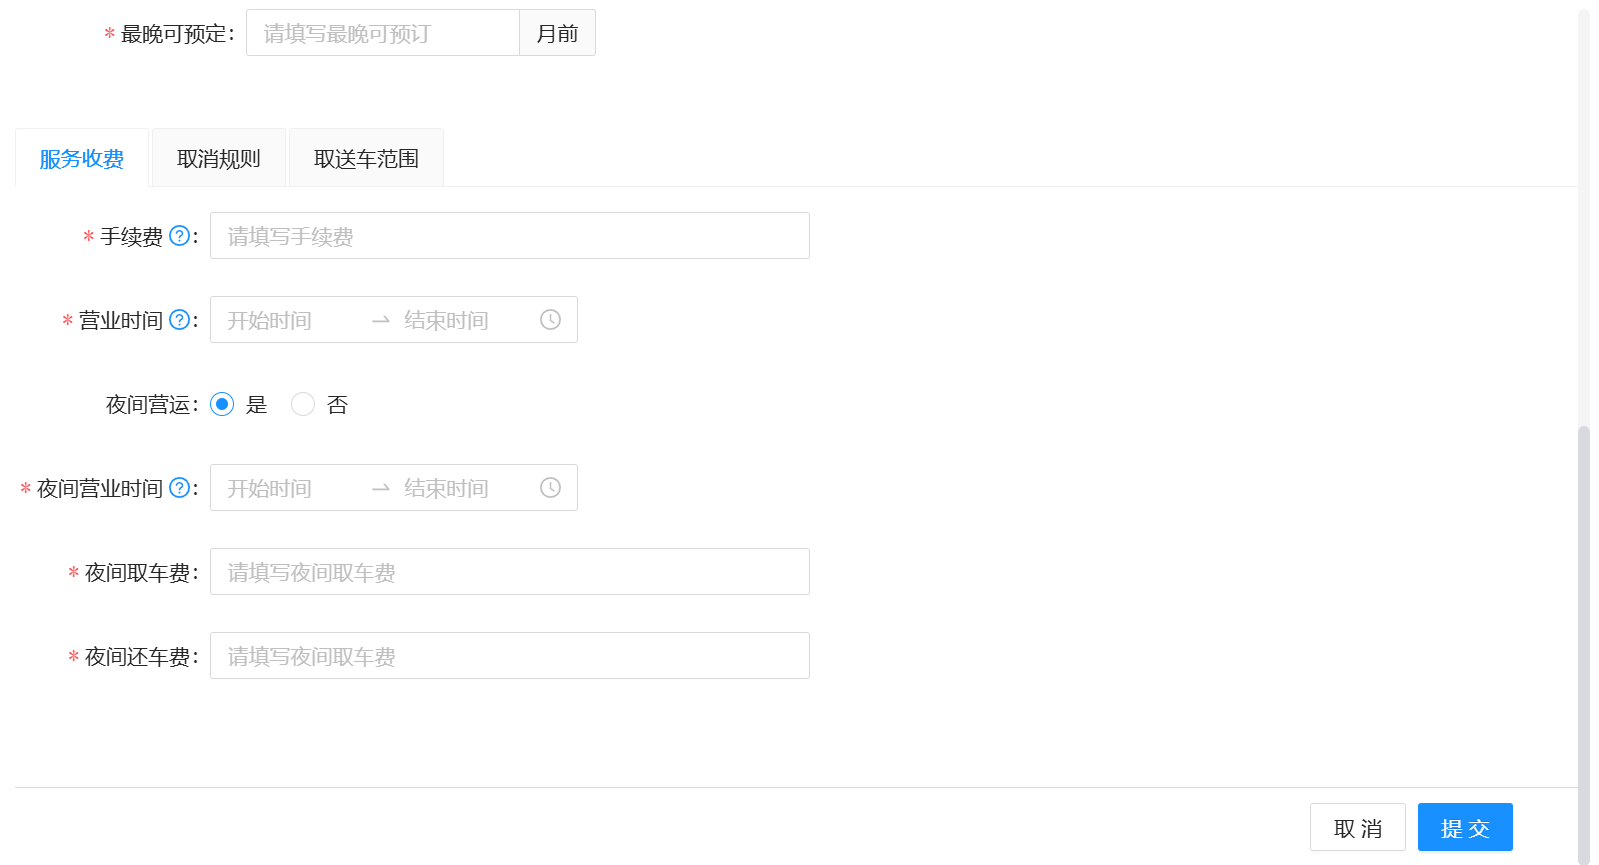 * 最晚可预定: 请填写最晚可预订 月前
服务收费 取消规则 取送车范围
* 手续费 ? : 请填写手续费
* 营业时间 ? : 开始时间 → 结束时间
夜间营运: 是 否
* 夜间营业时间 ? : 开始时间 → 结束时间
* 夜间取车费: 请填写夜间取车费
* 夜间还车费: 请填写夜间取车费
取 消 提 交